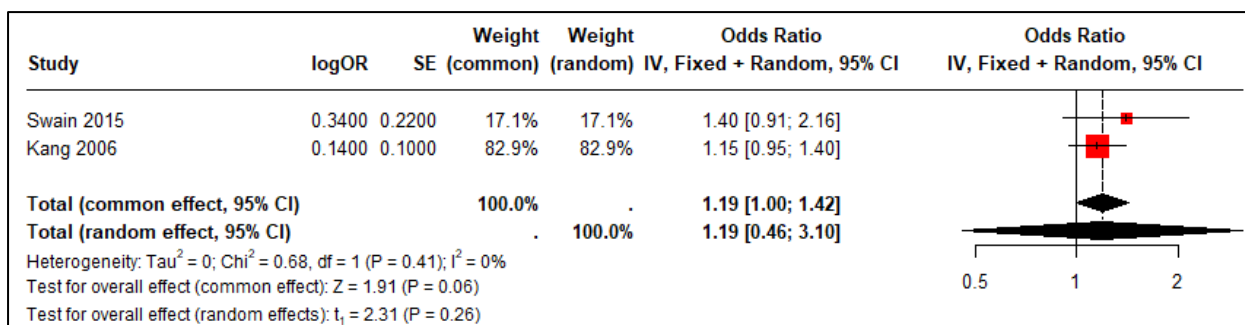 Weight Weight Odds Ratio Odds Ratio
Study logOR SE (common) (random) IV, Fixed + Random, 95% CI IV, Fixed + Random, 95% CI
Swain 2015 0.3400 0.2200 17.1% 17.1% 1.40 [0.91; 2.16]
Kang 2006 0.1400 0.1000 82.9% 82.9% 1.15 [0.95; 1.40]
Total (common effect, 95% CI) 100.0% . 1.19 [1.00; 1.42]
Total (random effect, 95% CI) . 100.0% 1.19 [0.46; 3.10]
Heterogeneity: Tau² = 0; Chi² = 0.68, df = 1 (P = 0.41); I² = 0%
Test for overall effect (common effect): Z = 1.91 (P = 0.06)
Test for overall effect (random effects): t₁ = 2.31 (P = 0.26)
0.5 1 2